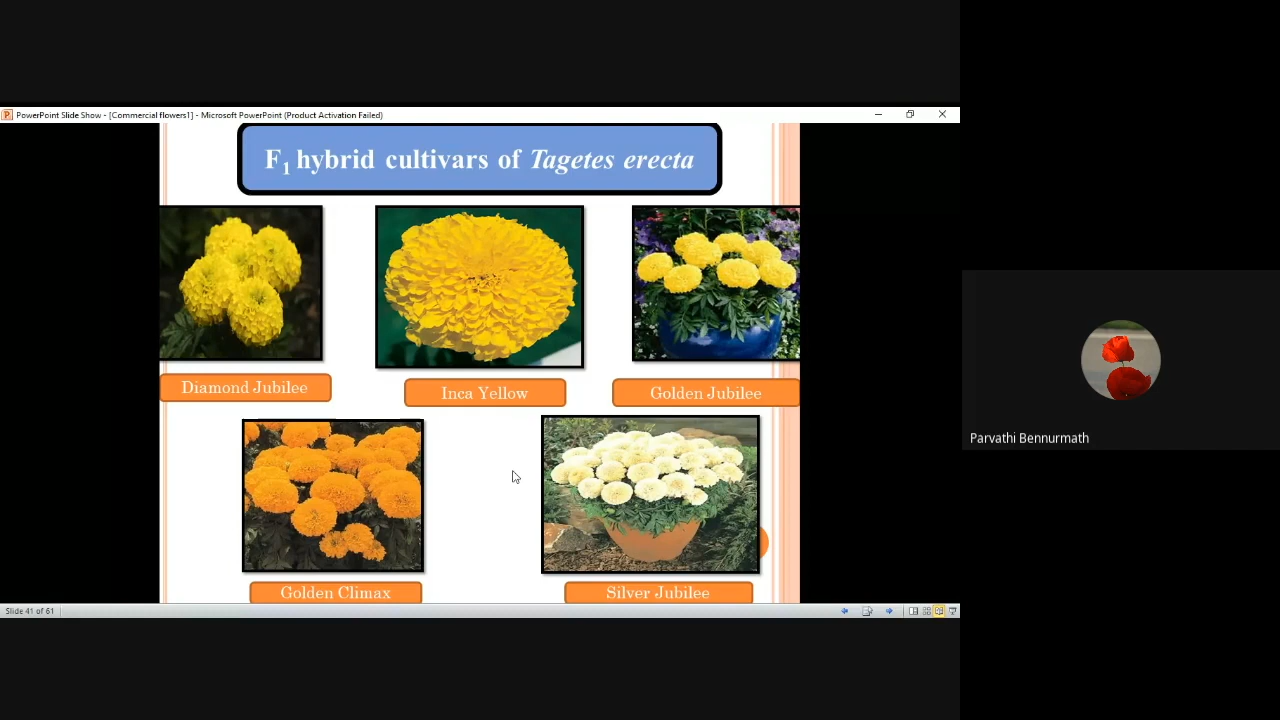 PowerPoint Slide Show - [Commercial flowers1] - Microsoft PowerPoint (Product Activation Failed)
F1 hybrid cultivars of Tagetes erecta
Diamond Jubilee
Inca Yellow
Golden Jubilee
Golden Climax
Silver Jubilee
Parvathi Bennurmath
Slide 41 of 61